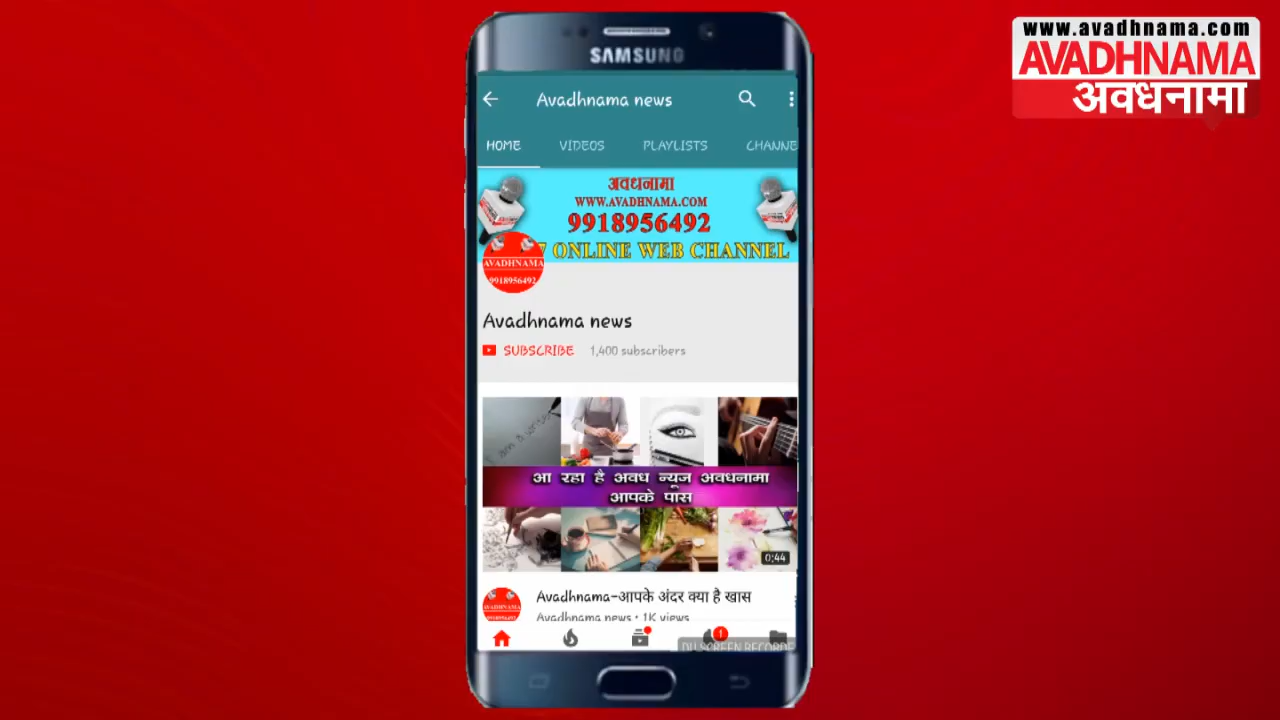 www.avadhnama.com
AVADHNAMA
अवधनामा
SAMSUNG
Avadhnama news
HOME VIDEOS PLAYLISTS CHANNE
अवधनामा
WWW.AVADHNAMA.COM
9918956492
7 ONLINE WEB CHANNEL
AVADHNAMA
9918956492
Avadhnama news
SUBSCRIBE 1,400 subscribers
आ रहा है अवध न्यूज अवधनामा
आपके पास
0:44
Avadhnama-आपके अंदर क्या है खास
Avadhnama news • 1K views
1
DU SCREEN RECORDE